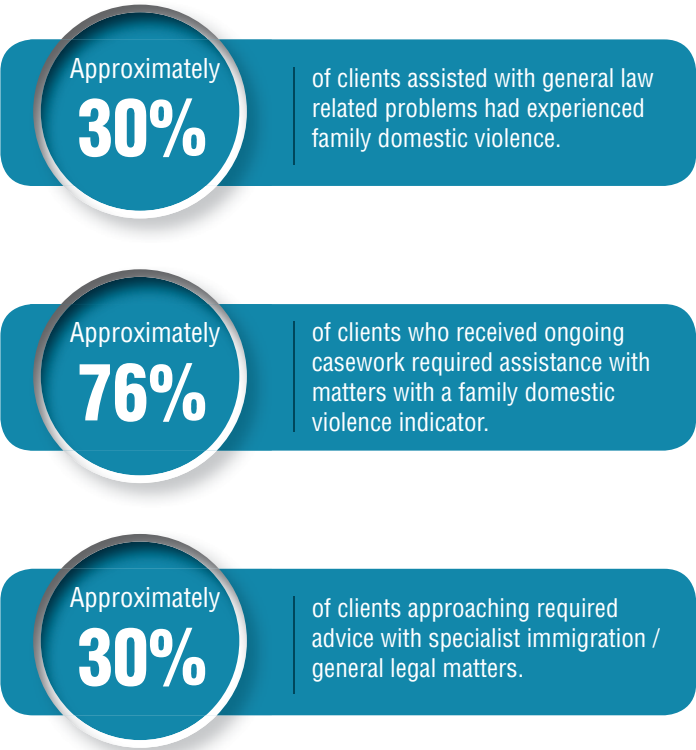 Approximately
30%
of clients assisted with general law
related problems had experienced
family domestic violence.
Approximately
76%
of clients who received ongoing
casework required assistance with
matters with a family domestic
violence indicator.
Approximately
30%
of clients approaching required
advice with specialist immigration /
general legal matters.